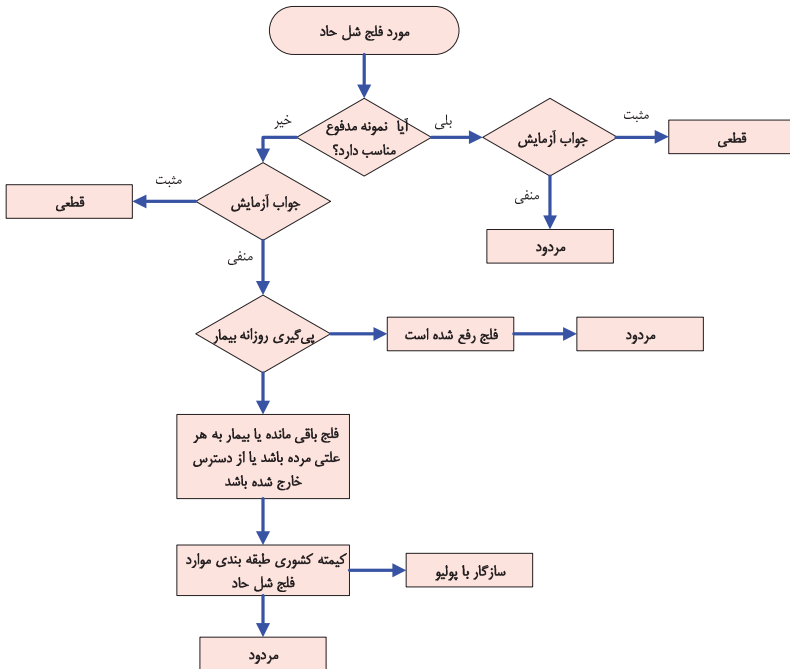 مورد فلج شل حاد
آیا نمونه مدفوع
مناسب دارد؟
بلی
خیر
جواب آزمایش
مثبت
قطعی
منفی
مردود
جواب آزمایش
مثبت
قطعی
منفی
پی‌گیری روزانه بیمار
فلج رفع شده است
مردود
فلج باقی مانده یا بیمار به هر
علتی مرده باشد یا از دسترس
خارج شده باشد
کیمته کشوری طبقه بندی موارد
فلج شل حاد
سازگار با پولیو
مردود